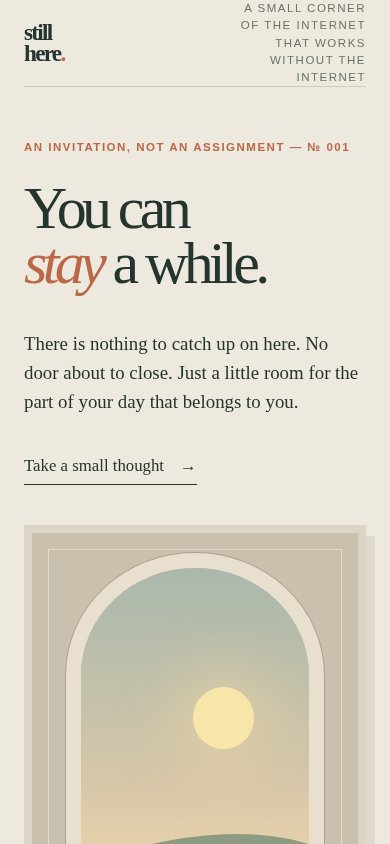 still
here.
A SMALL CORNER
OF THE INTERNET
THAT WORKS
WITHOUT THE
INTERNET
AN INVITATION, NOT AN ASSIGNMENT — № 001
You can
stay a while.
There is nothing to catch up on here. No
door about to close. Just a little room for the
part of your day that belongs to you.
Take a small thought →